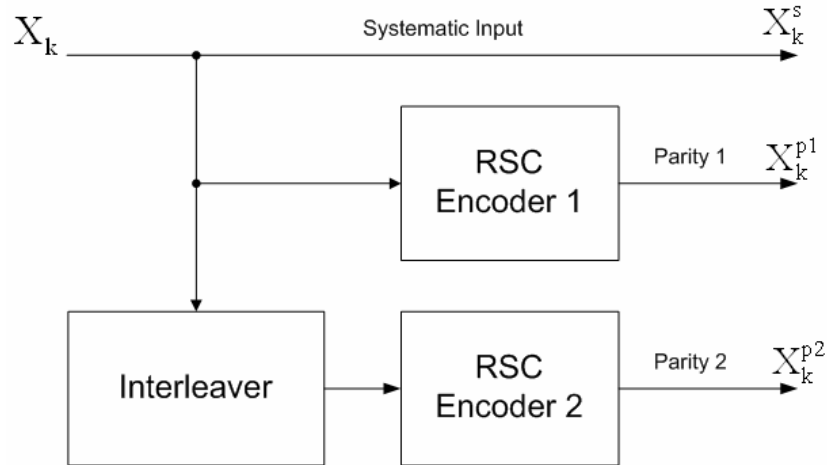 X_k
Systematic Input
X_k^s
RSC
Encoder 1
Parity 1
X_k^{p1}
Interleaver
RSC
Encoder 2
Parity 2
X_k^{p2}